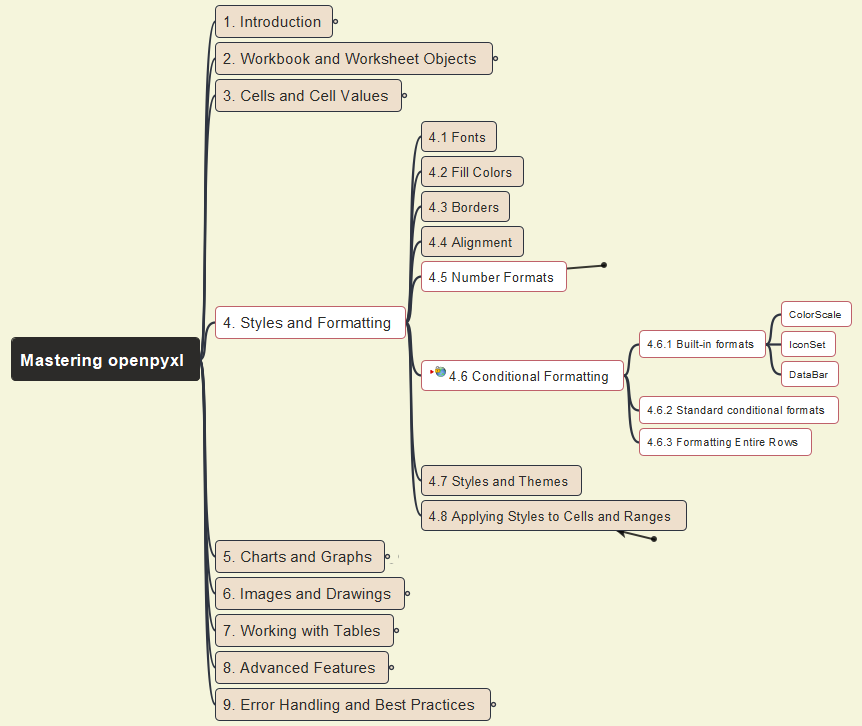 1. Introduction
2. Workbook and Worksheet Objects
3. Cells and Cell Values
4.1 Fonts
4.2 Fill Colors
4.3 Borders
4.4 Alignment
4.5 Number Formats
4. Styles and Formatting
Mastering openpyxl
4.6 Conditional Formatting
4.6.1 Built-in formats
ColorScale
IconSet
DataBar
4.6.2 Standard conditional formats
4.6.3 Formatting Entire Rows
4.7 Styles and Themes
4.8 Applying Styles to Cells and Ranges
5. Charts and Graphs
6. Images and Drawings
7. Working with Tables
8. Advanced Features
9. Error Handling and Best Practices